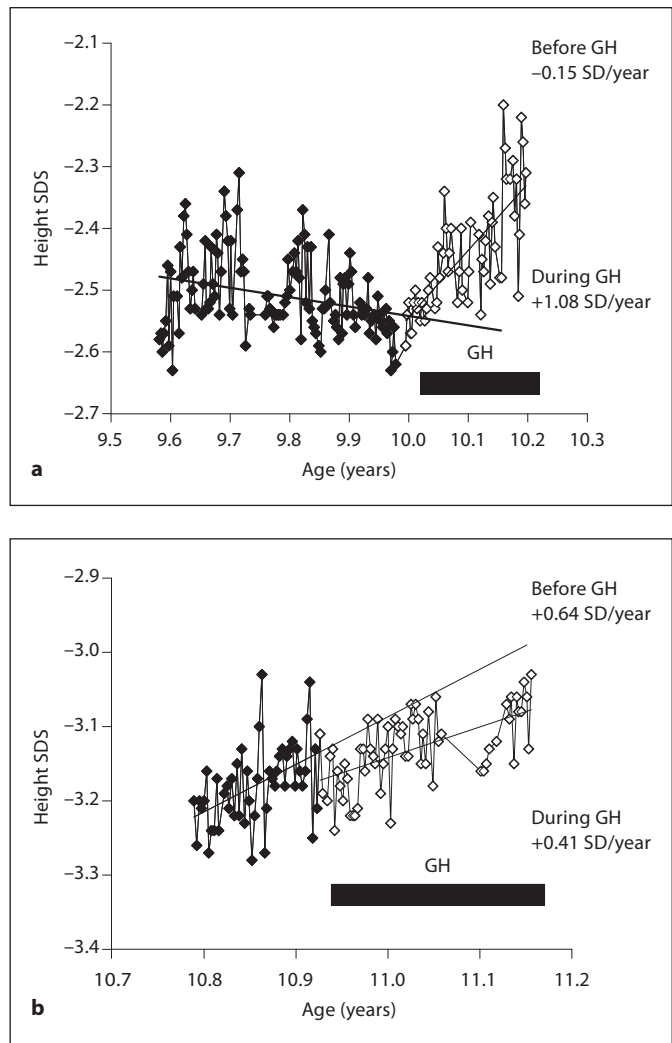 −2.1
Before GH
−0.15 SD/year
−2.2
−2.3
Height SDS
−2.4
During GH
+1.08 SD/year
−2.5
GH
−2.6
−2.7
9.5 9.6 9.7 9.8 9.9 10.0 10.1 10.2 10.3
Age (years)
a
−2.9
Before GH
+0.64 SD/year
−3.0
−3.1
Height SDS
−3.2
During GH
+0.41 SD/year
−3.3
GH
−3.4
10.7 10.8 10.9 11.0 11.1 11.2
Age (years)
b